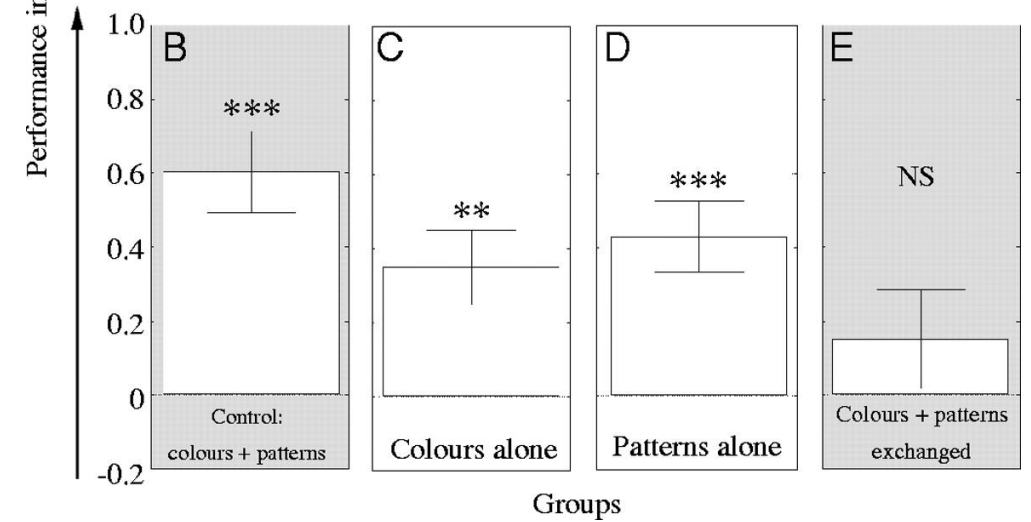 Performance in
1.0
0.8
0.6
0.4
0.2
0
-0.2
B
***
Control:
colours + patterns
C
**
Colours alone
D
***
Patterns alone
E
NS
Colours + patterns
exchanged
Groups